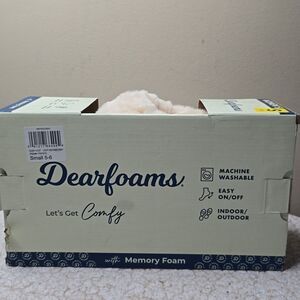 Small 5-6
Dearfoams.
Let's Get Comfy
MACHINE
WASHABLE
EASY
ON/OFF
INDOOR/
OUTDOOR
with Memory Foam